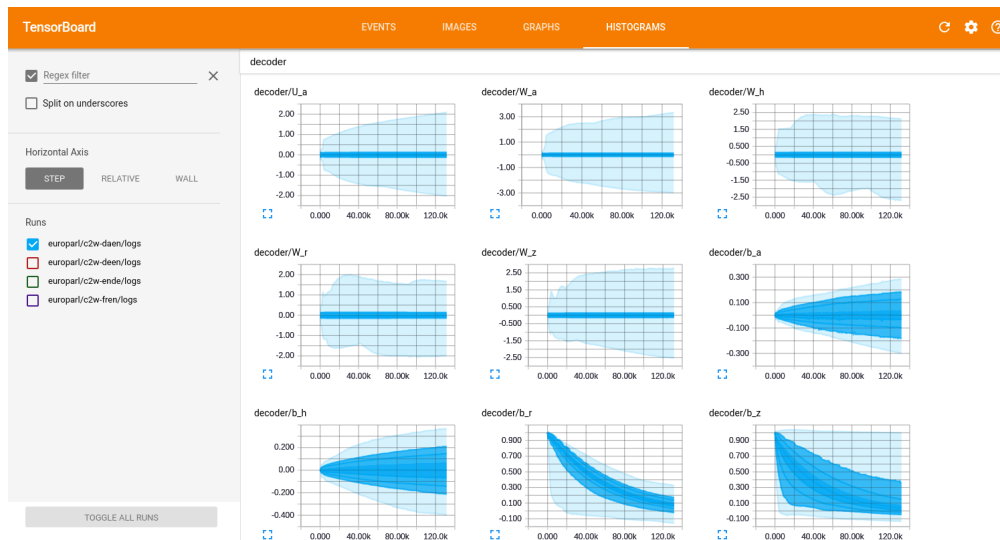 TensorBoard
EVENTS
IMAGES
GRAPHS
HISTOGRAMS
Regex filter
Split on underscores
Horizontal Axis
STEP
RELATIVE
WALL
Runs
europarl/c2w-daen/logs
europarl/c2w-deen/logs
europarl/c2w-ende/logs
europarl/c2w-fren/logs
TOGGLE ALL RUNS
decoder
decoder/U_a
2.00
1.00
0.00
-1.00
-2.00
0.000 40.00k 80.00k 120.0k
decoder/W_a
3.00
1.00
-1.00
-3.00
0.000 40.00k 80.00k 120.0k
decoder/W_h
2.50
1.50
0.500
-0.500
-1.50
-2.50
0.000 40.00k 80.00k 120.0k
decoder/W_r
2.00
1.00
0.00
-1.00
-2.00
0.000 40.00k 80.00k 120.0k
decoder/W_z
2.50
1.50
0.500
-0.500
-1.50
-2.50
0.000 40.00k 80.00k 120.0k
decoder/b_a
0.300
0.100
-0.100
-0.300
0.000 40.00k 80.00k 120.0k
decoder/b_h
0.200
0.00
-0.200
-0.400
0.000 40.00k 80.00k 120.0k
decoder/b_r
0.900
0.700
0.500
0.300
0.100
-0.100
0.000 40.00k 80.00k 120.0k
decoder/b_z
0.900
0.700
0.500
0.300
0.100
-0.100
0.000 40.00k 80.00k 120.0k